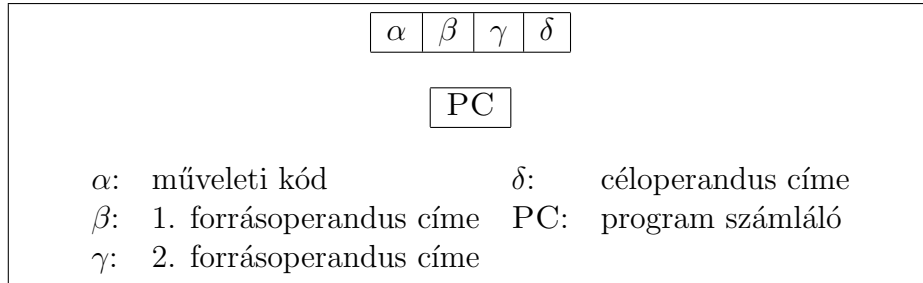 α β γ δ
PC
α: műveleti kód δ: céloperandus címe
β: 1. forrásoperandus címe PC: program számláló
γ: 2. forrásoperandus címe